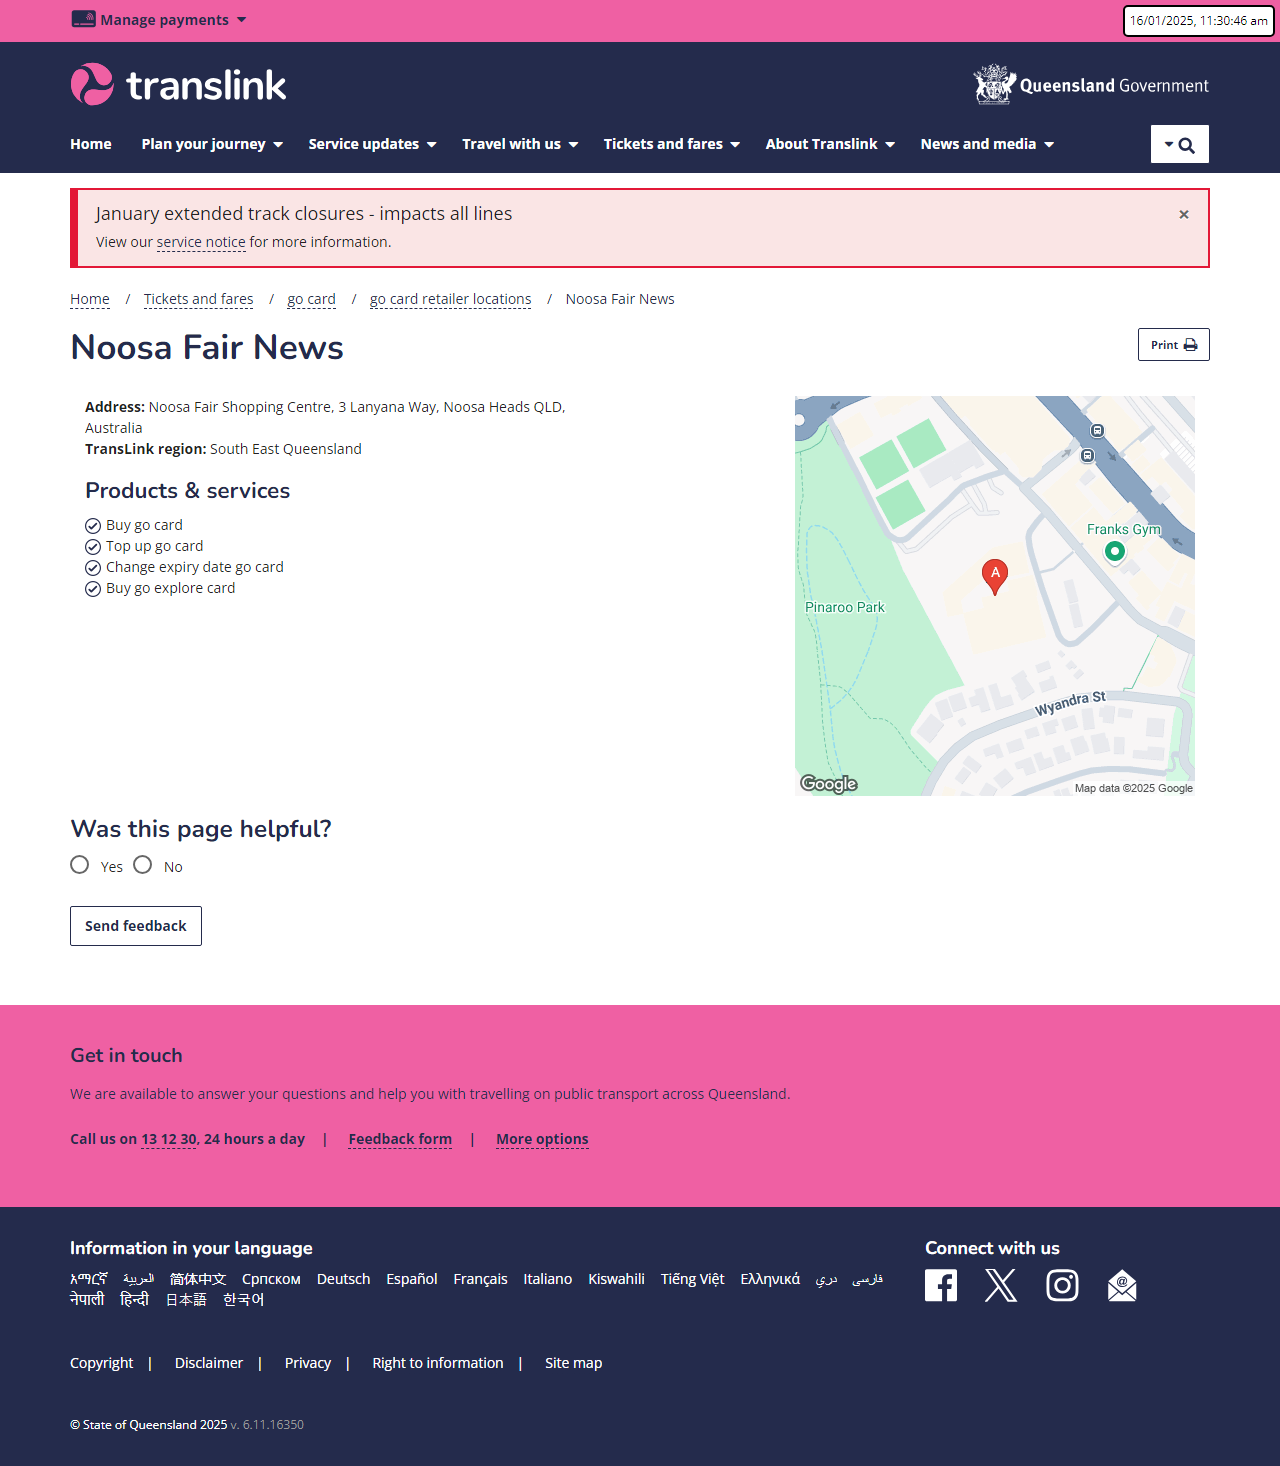 Manage payments
16/01/2025, 11:30:46 am
translink
Queensland Government
Home
Plan your journey
Service updates
Travel with us
Tickets and fares
About Translink
News and media
January extended track closures - impacts all lines
×
View our service notice for more information.
Home / Tickets and fares / go card / go card retailer locations / Noosa Fair News
Noosa Fair News
Print
Address: Noosa Fair Shopping Centre, 3 Lanyana Way, Noosa Heads QLD,
Australia
TransLink region: South East Queensland
Products & services
Buy go card
Top up go card
Change expiry date go card
Buy go explore card
Franks Gym
A
Pinaroo Park
Wyandra St
Google
Map data ©2025 Google
Was this page helpful?
Yes
No
Send feedback
Get in touch
We are available to answer your questions and help you with travelling on public transport across Queensland.
Call us on 13 12 30, 24 hours a day | Feedback form | More options
Information in your language
አማርኛ العربية 简体中文 Српском Deutsch Español Français Italiano Kiswahili Tiếng Việt Ελληνικά دري فارسی
नेपाली हिन्दी 日本語 한국어
Connect with us
Copyright | Disclaimer | Privacy | Right to information | Site map
© State of Queensland 2025 v. 6.11.16350